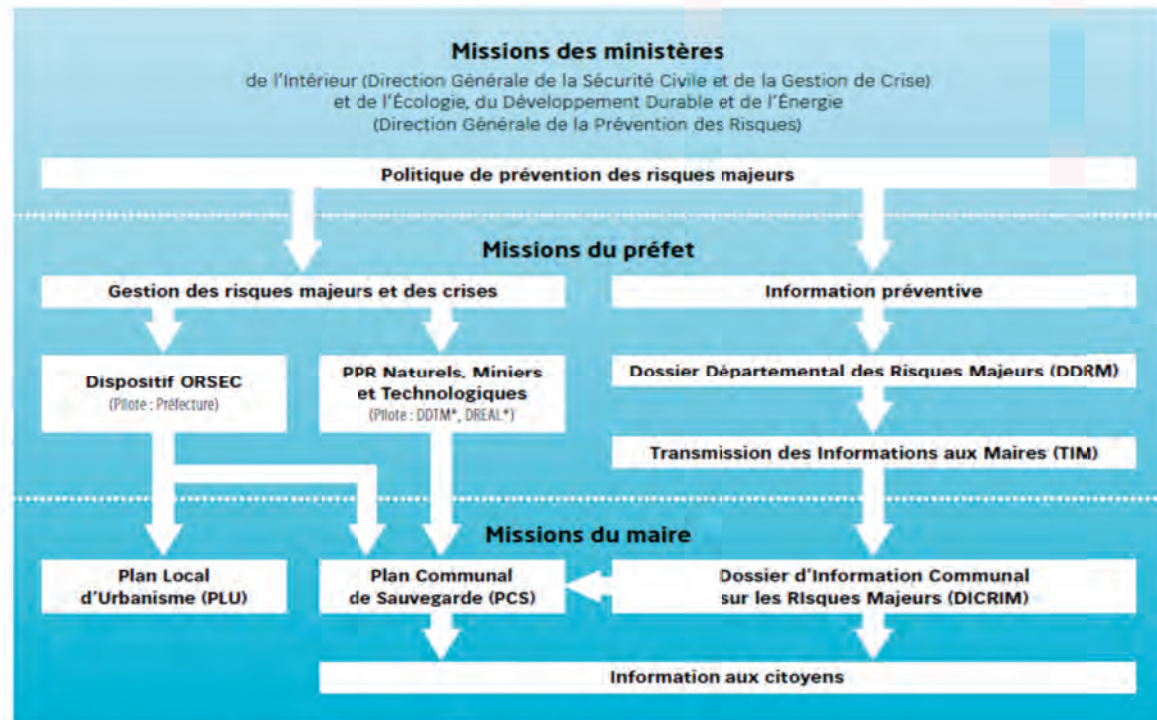 Missions des ministères
de l'Intérieur (Direction Générale de la Sécurité Civile et de la Gestion de Crise)
et de l'Écologie, du Développement Durable et de l'Énergie
(Direction Générale de la Prévention des Risques)
Politique de prévention des risques majeurs
Missions du préfet
Gestion des risques majeurs et des crises
Information préventive
Dispositif ORSEC
(Pilote : Préfecture)
PPR Naturels, Miniers
et Technologiques
(Pilote : DDTM*, DREAL*)
Dossier Départemental des Risques Majeurs (DDRM)
Transmission des Informations aux Maires (TIM)
Missions du maire
Plan Local
d'Urbanisme (PLU)
Plan Communal
de Sauvegarde (PCS)
Dossier d'Information Communal
sur les RIsques Majeurs (DICRIM)
Information aux citoyens